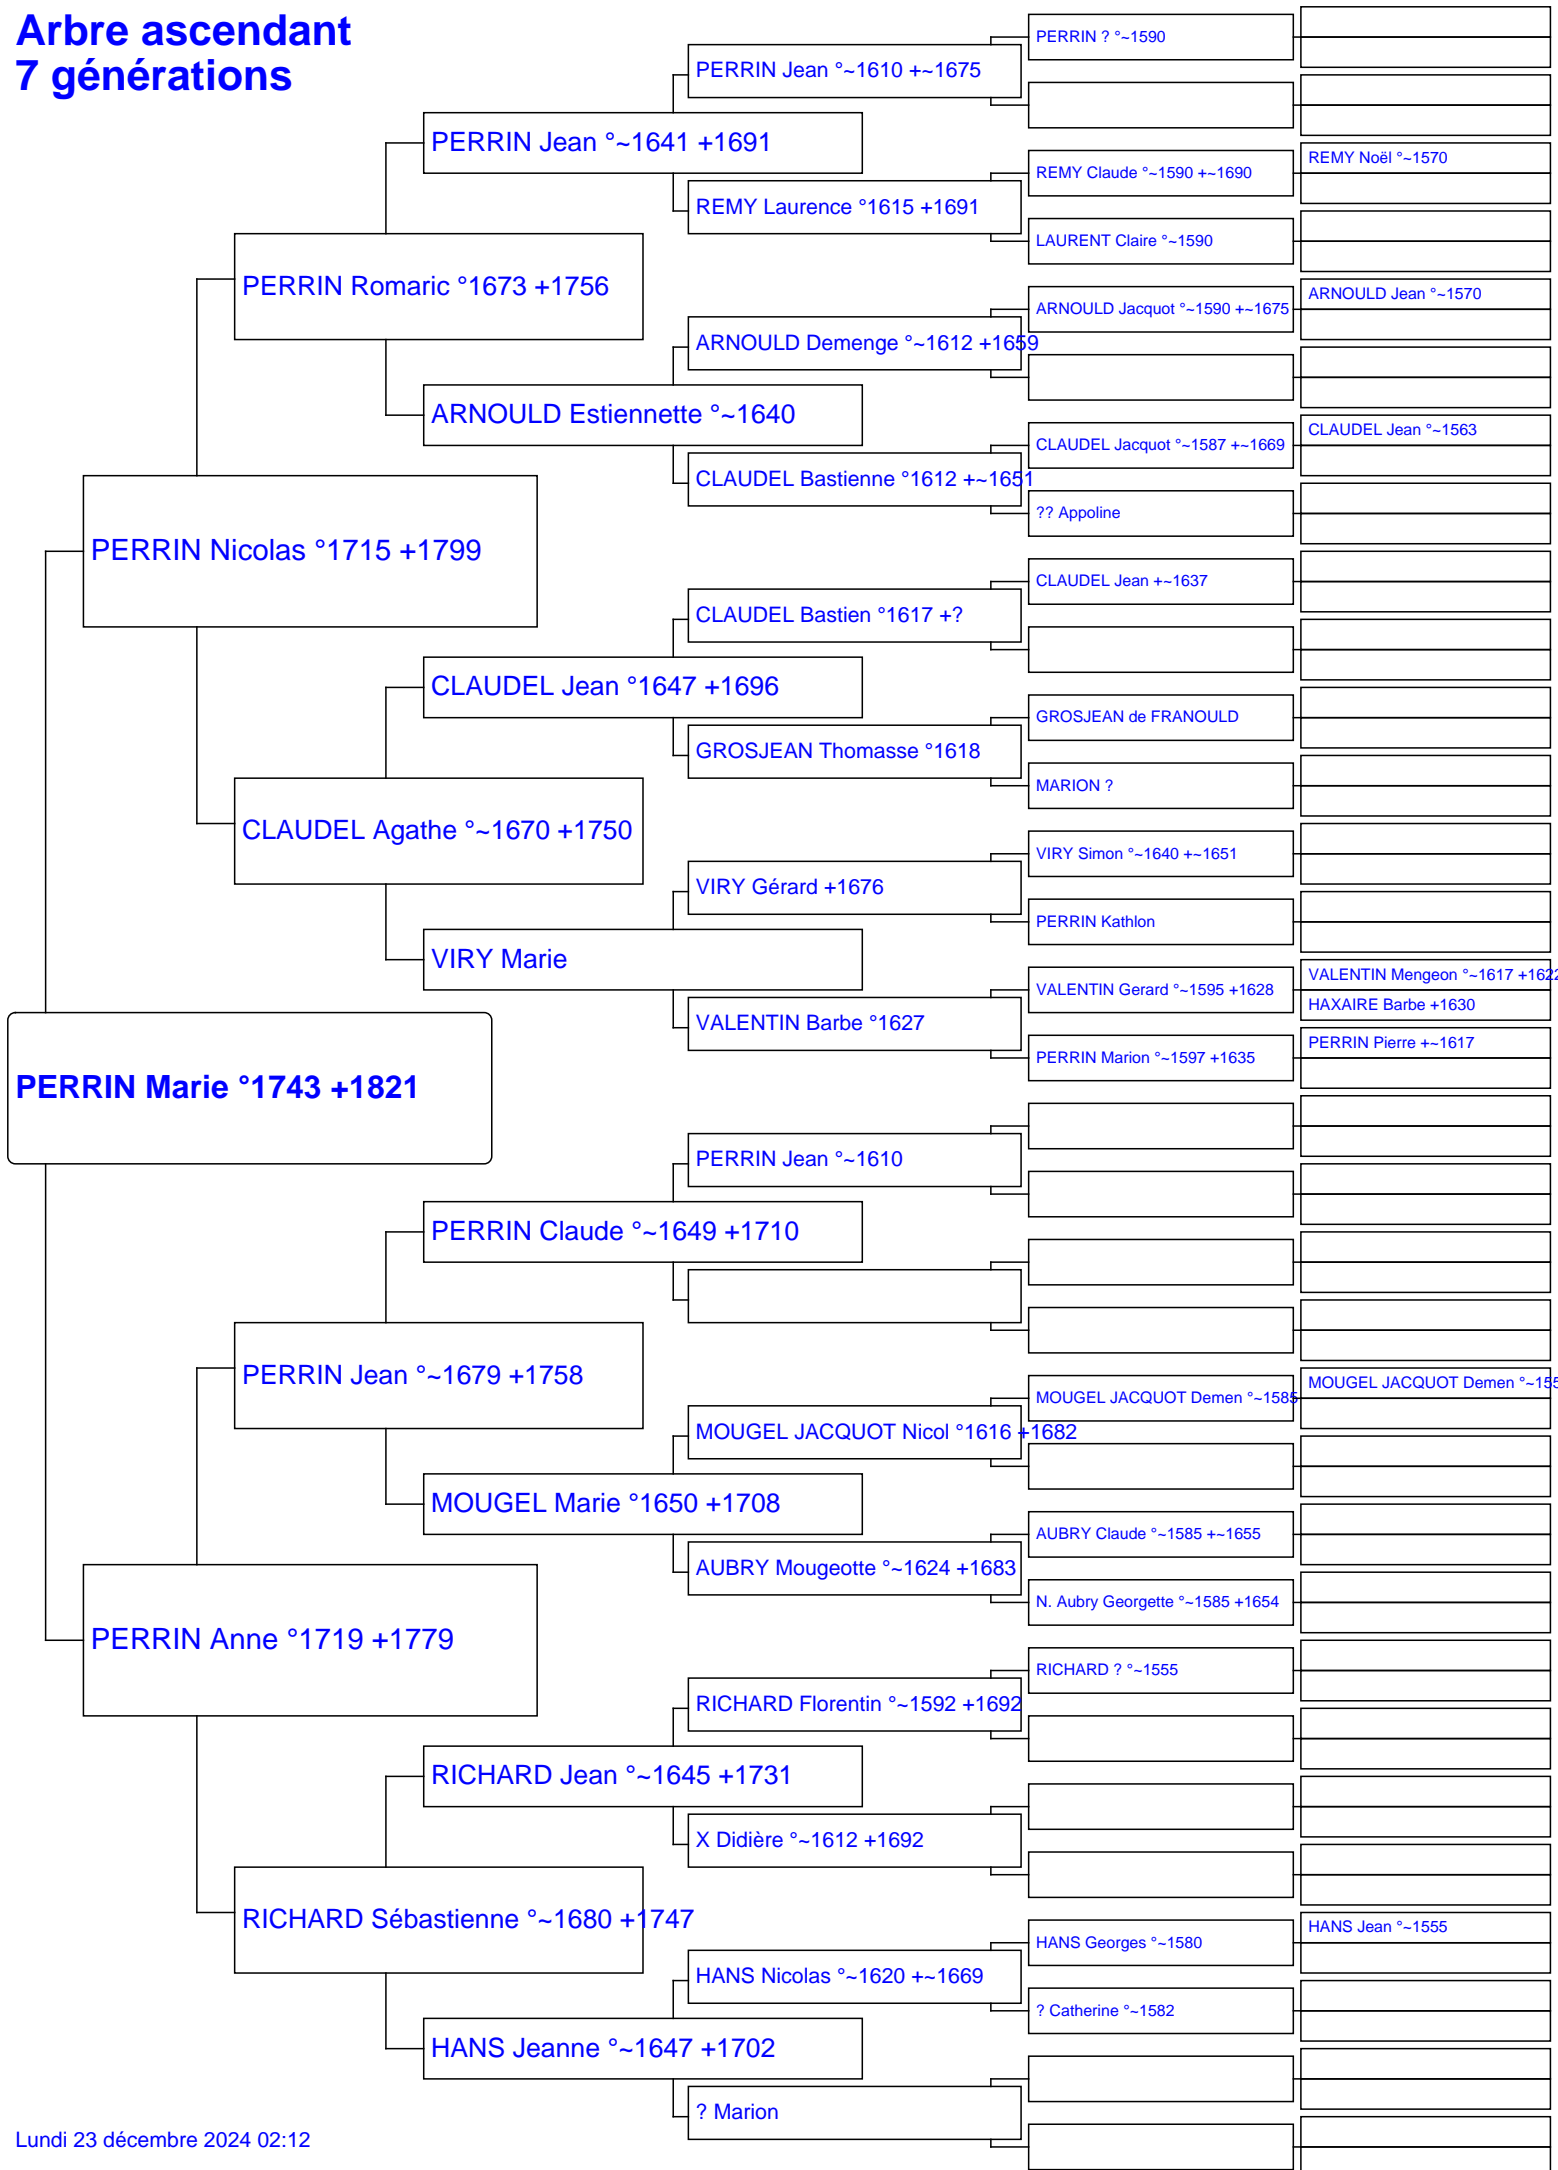 Arbre ascendant
7 générations
PERRIN Marie °1743 +1821
PERRIN Nicolas °1715 +1799
PERRIN Anne °1719 +1779
PERRIN Romaric °1673 +1756
CLAUDEL Agathe °~1670 +1750
PERRIN Jean °~1679 +1758
RICHARD Sébastienne °~1680 +1747
PERRIN Jean °~1641 +1691
ARNOULD Estiennette °~1640
CLAUDEL Jean °1647 +1696
VIRY Marie
PERRIN Claude °~1649 +1710
MOUGEL Marie °1650 +1708
RICHARD Jean °~1645 +1731
HANS Jeanne °~1647 +1702
PERRIN Jean °~1610 +~1675
REMY Laurence °1615 +1691
ARNOULD Demenge °~1612 +1659
CLAUDEL Bastienne °1612 +~1651
CLAUDEL Bastien °1617 +?
GROSJEAN Thomasse °1618
VIRY Gérard +1676
VALENTIN Barbe °1627
PERRIN Jean °~1610
MOUGEL JACQUOT Nicol °1616 +1682
AUBRY Mougeotte °~1624 +1683
RICHARD Florentin °~1592 +1692
X Didière °~1612 +1692
HANS Nicolas °~1620 +~1669
? Marion
PERRIN ? °~1590
REMY Claude °~1590 +~1690
LAURENT Claire °~1590
ARNOULD Jacquot °~1590 +~1675
CLAUDEL Jacquot °~1587 +~1669
?? Appoline
CLAUDEL Jean +~1637
GROSJEAN de FRANOULD
MARION ?
VIRY Simon °~1640 +~1651
PERRIN Kathlon
VALENTIN Gerard °~1595 +1628
PERRIN Marion °~1597 +1635
MOUGEL JACQUOT Demen °~1585
AUBRY Claude °~1585 +~1655
N. Aubry Georgette °~1585 +1654
RICHARD ? °~1555
HANS Georges °~1580
? Catherine °~1582
REMY Noël °~1570
ARNOULD Jean °~1570
CLAUDEL Jean °~1563
VALENTIN Mengeon °~1617 +1622
HAXAIRE Barbe +1630
PERRIN Pierre +~1617
MOUGEL JACQUOT Demen
HANS Jean °~1555
Lundi 23 décembre 2024 02:12